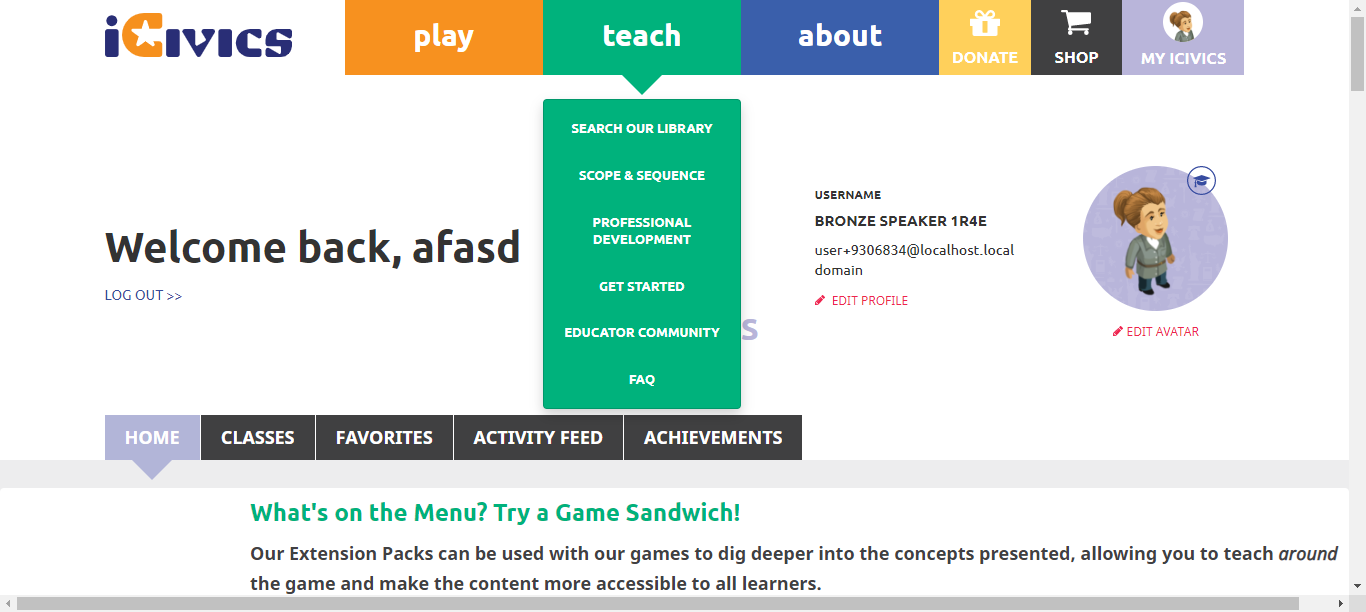 iCivics
play
teach
about
DONATE
SHOP
MY ICIVICS
SEARCH OUR LIBRARY
SCOPE & SEQUENCE
PROFESSIONAL
DEVELOPMENT
GET STARTED
EDUCATOR COMMUNITY
FAQ
Welcome back, afasd
LOG OUT >>
s
USERNAME
BRONZE SPEAKER 1R4E
user+9306834@localhost.local
domain
EDIT PROFILE
EDIT AVATAR
HOME
CLASSES
FAVORITES
ACTIVITY FEED
ACHIEVEMENTS
What's on the Menu? Try a Game Sandwich!
Our Extension Packs can be used with our games to dig deeper into the concepts presented, allowing you to teach around
the game and make the content more accessible to all learners.